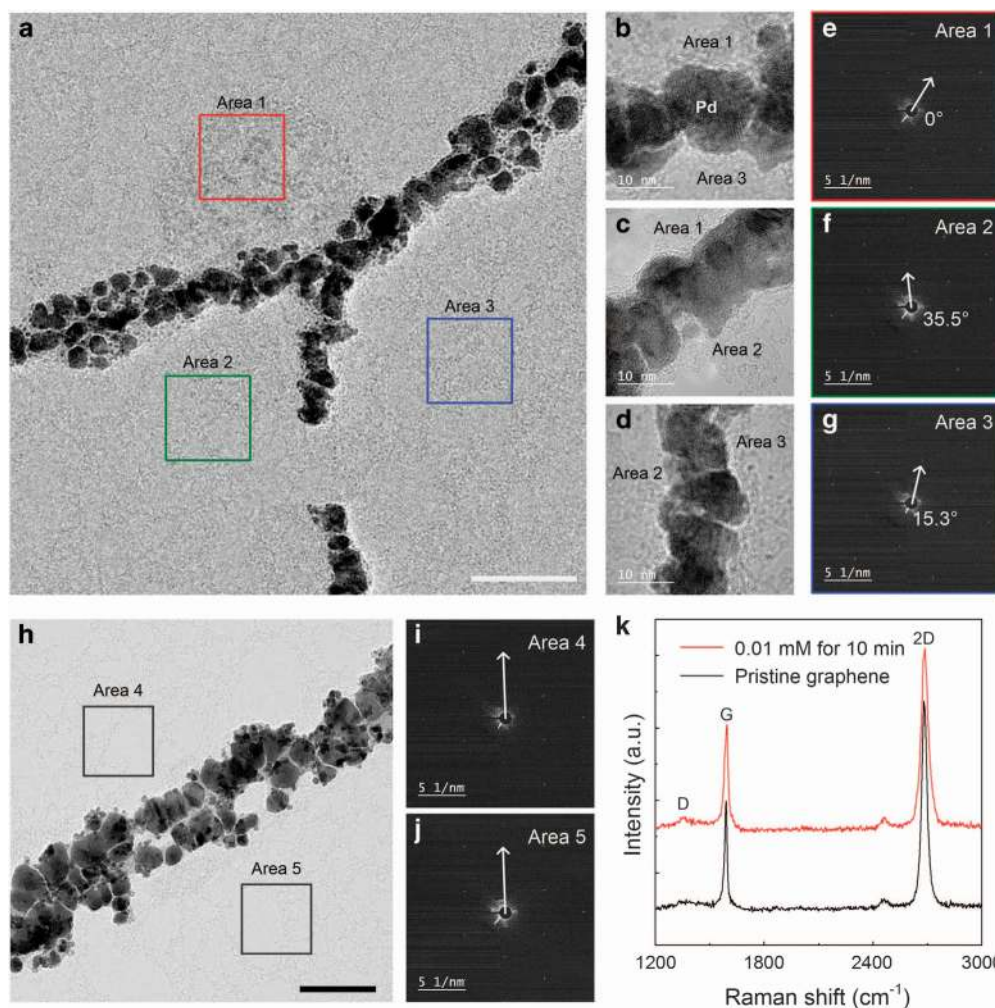 a
Area 1
Area 2
Area 3
b
Area 1
Pd
10 nm
Area 3
c
Area 1
Area 2
10 nm
d
Area 3
Area 2
10 nm
e
Area 1
0°
5 1/nm
f
Area 2
35.5°
5 1/nm
g
Area 3
15.3°
5 1/nm
h
Area 4
Area 5
i
Area 4
5 1/nm
j
Area 5
5 1/nm
k
0.01 mM for 10 min
Pristine graphene
2D
G
D
Intensity (a.u.)
1200
1800
2400
3000
Raman shift (cm⁻¹)